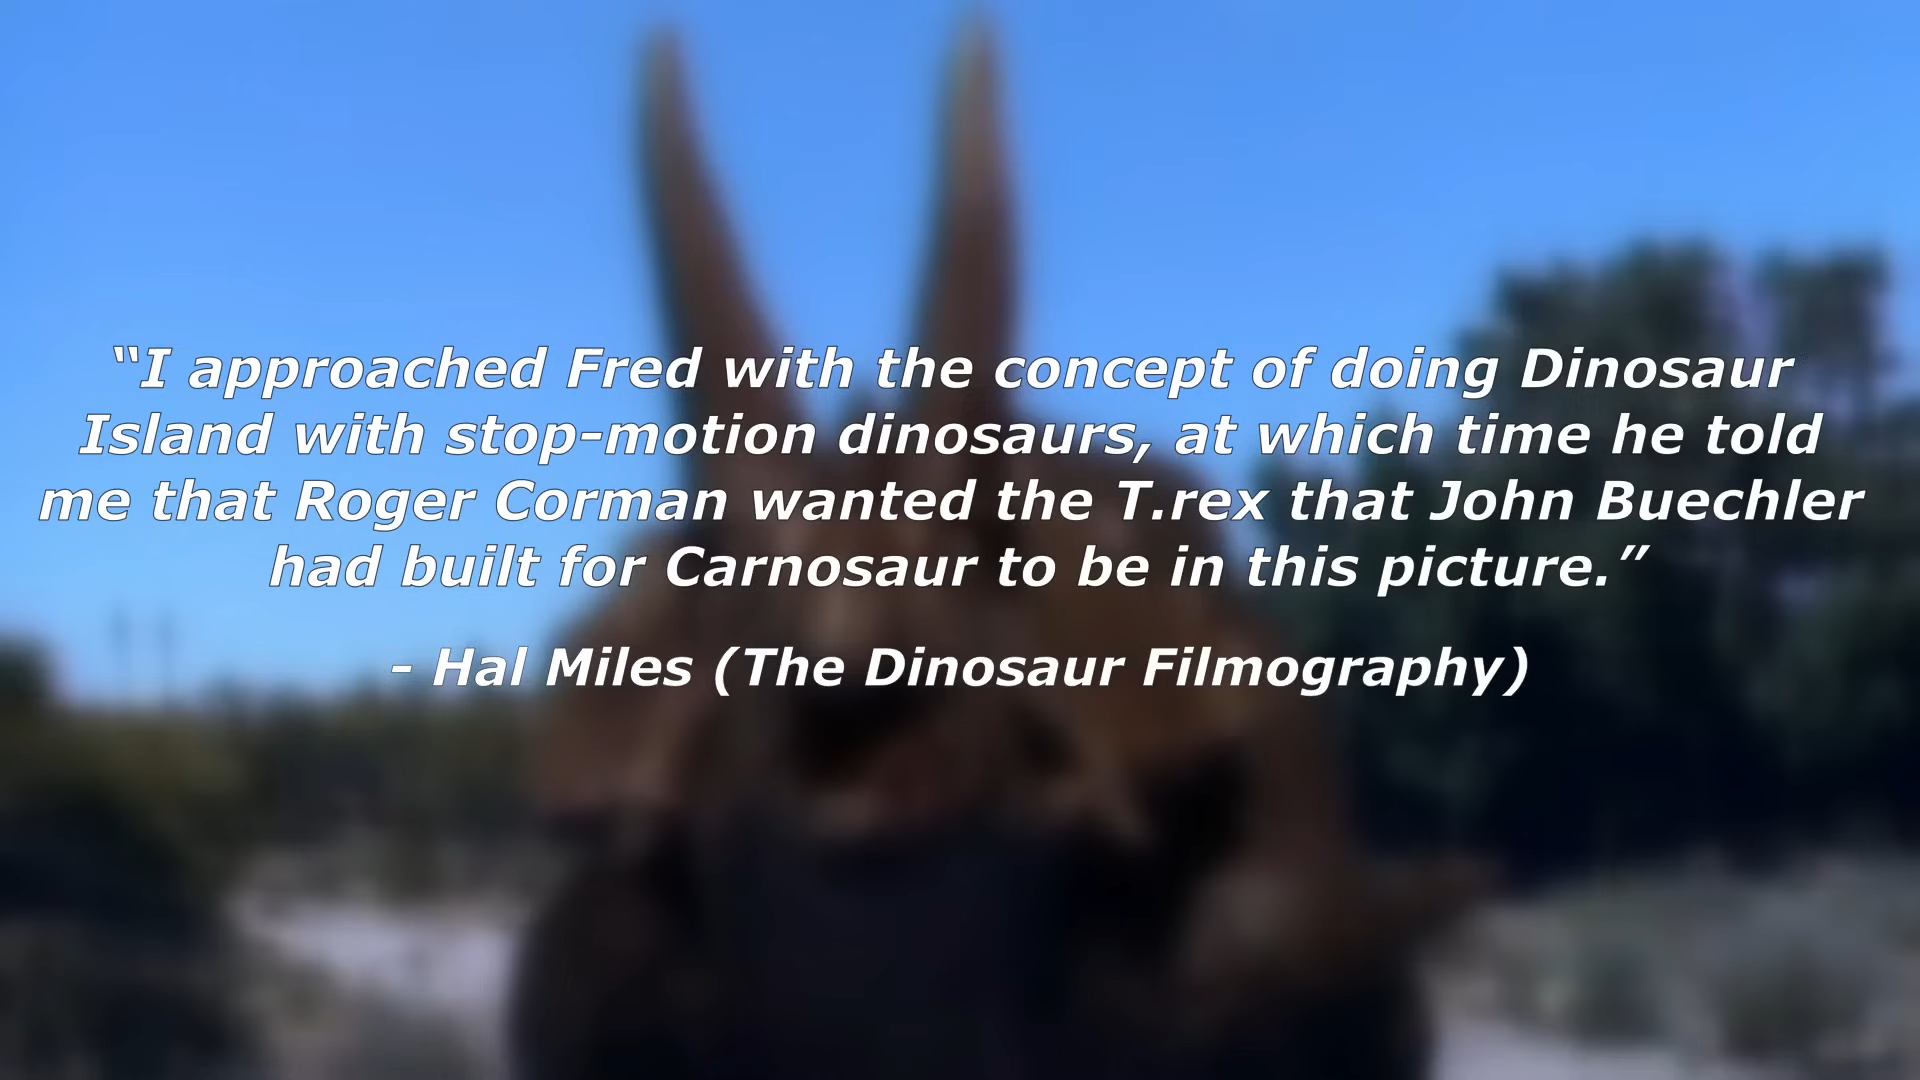 “I approached Fred with the concept of doing Dinosaur
Island with stop-motion dinosaurs, at which time he told
me that Roger Corman wanted the T.rex that John Buechler
had built for Carnosaur to be in this picture.”
- Hal Miles (The Dinosaur Filmography)